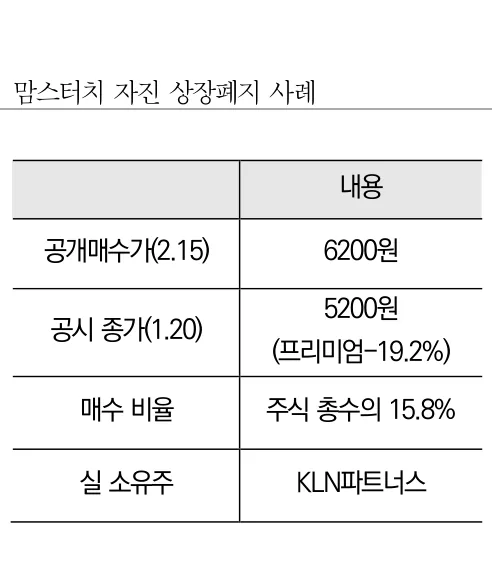 맘스터치 자진 상장폐지 사례
내용
공개매수가(2.15) 6200원
공시 종가(1.20) 5200원
(프리미엄-19.2%)
매수 비율 주식 총수의 15.8%
실 소유주 KLN파트너스